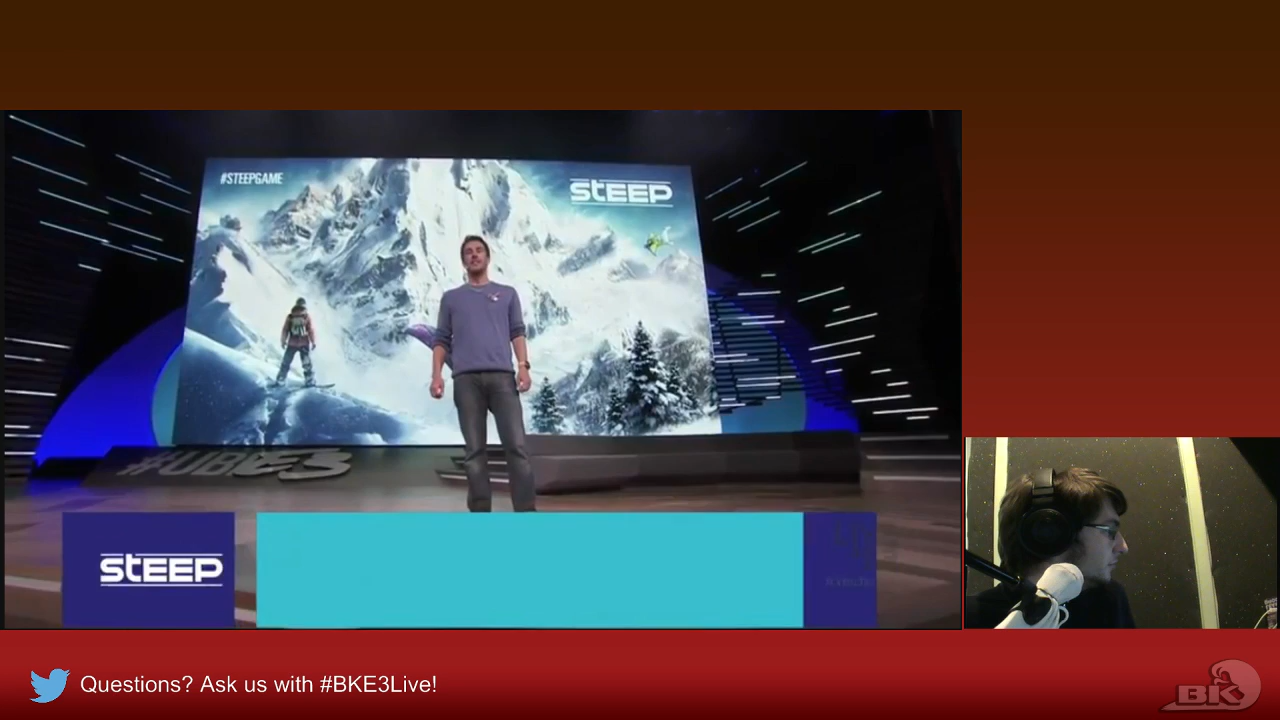 #STEEPGAME
STEEP
#UBIE3
STEEP
Questions? Ask us with #BKE3Live!
BK